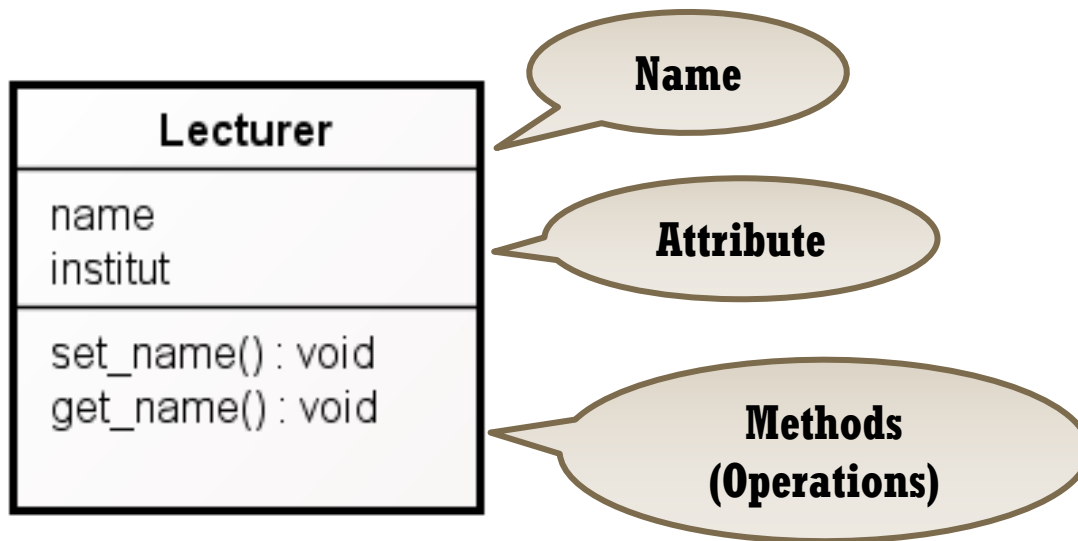 Lecturer
name
institut
set_name() : void
get_name() : void
Name
Attribute
Methods
(Operations)